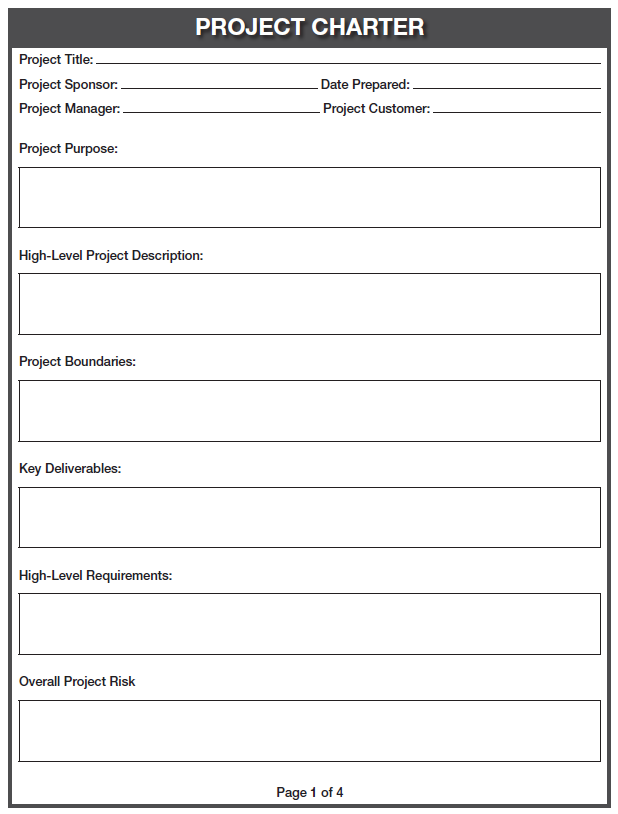 PROJECT CHARTER
Project Title:
Project Sponsor: Date Prepared:
Project Manager: Project Customer:
Project Purpose:
High-Level Project Description:
Project Boundaries:
Key Deliverables:
High-Level Requirements:
Overall Project Risk
Page 1 of 4